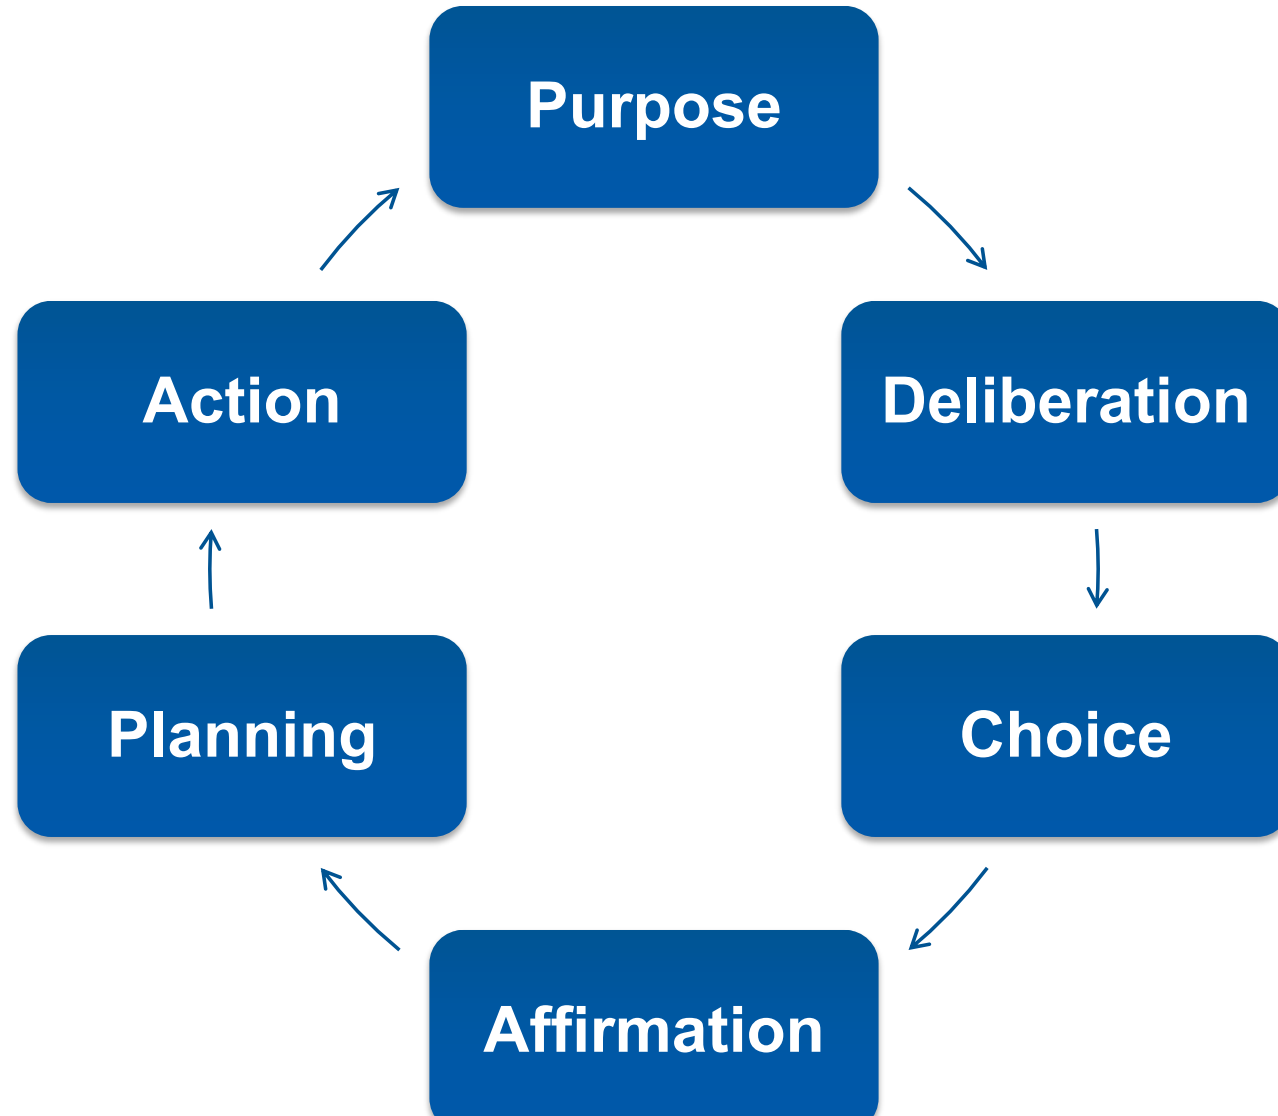 Purpose
Deliberation
Choice
Affirmation
Planning
Action